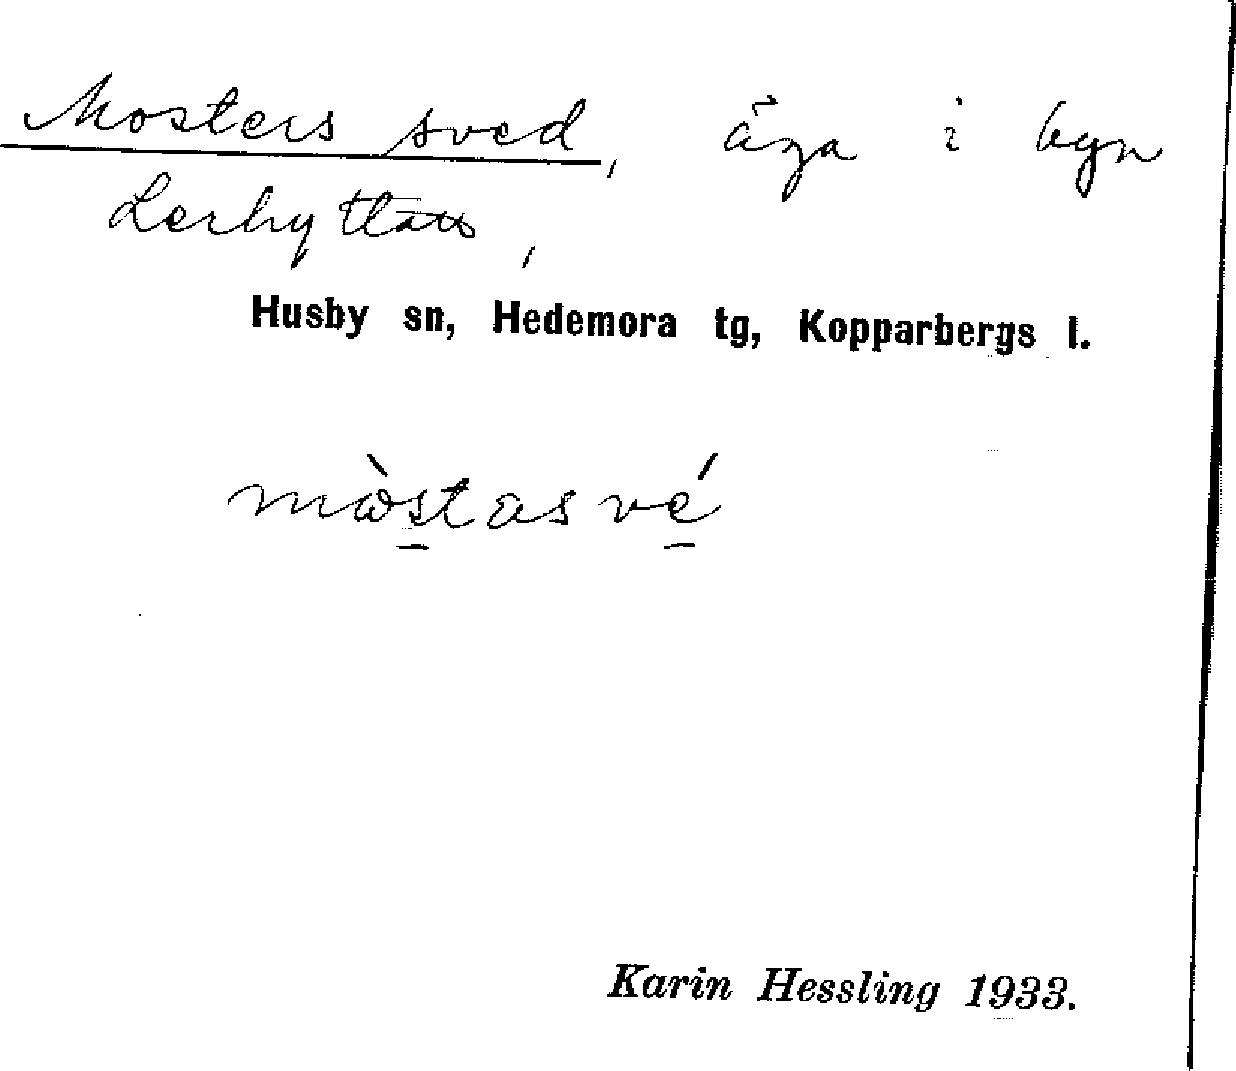 Mosters sved, äga i byn
Lerhyttan,
Husby sn, Hedemora tg, Kopparbergs l.
mòstasvé
Karin Hessling 1933.